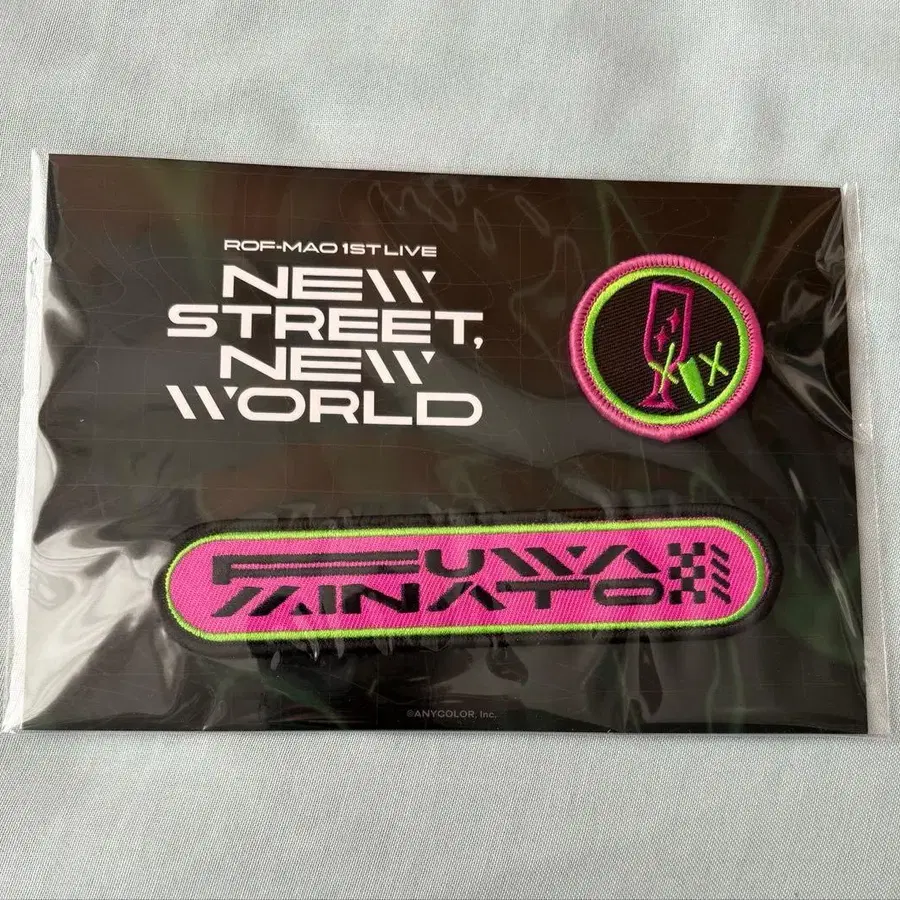 ROF-MAO 1ST LIVE
NEW
STREET,
NEW
WORLD
FUWA
MINATO
©ANYCOLOR, Inc.